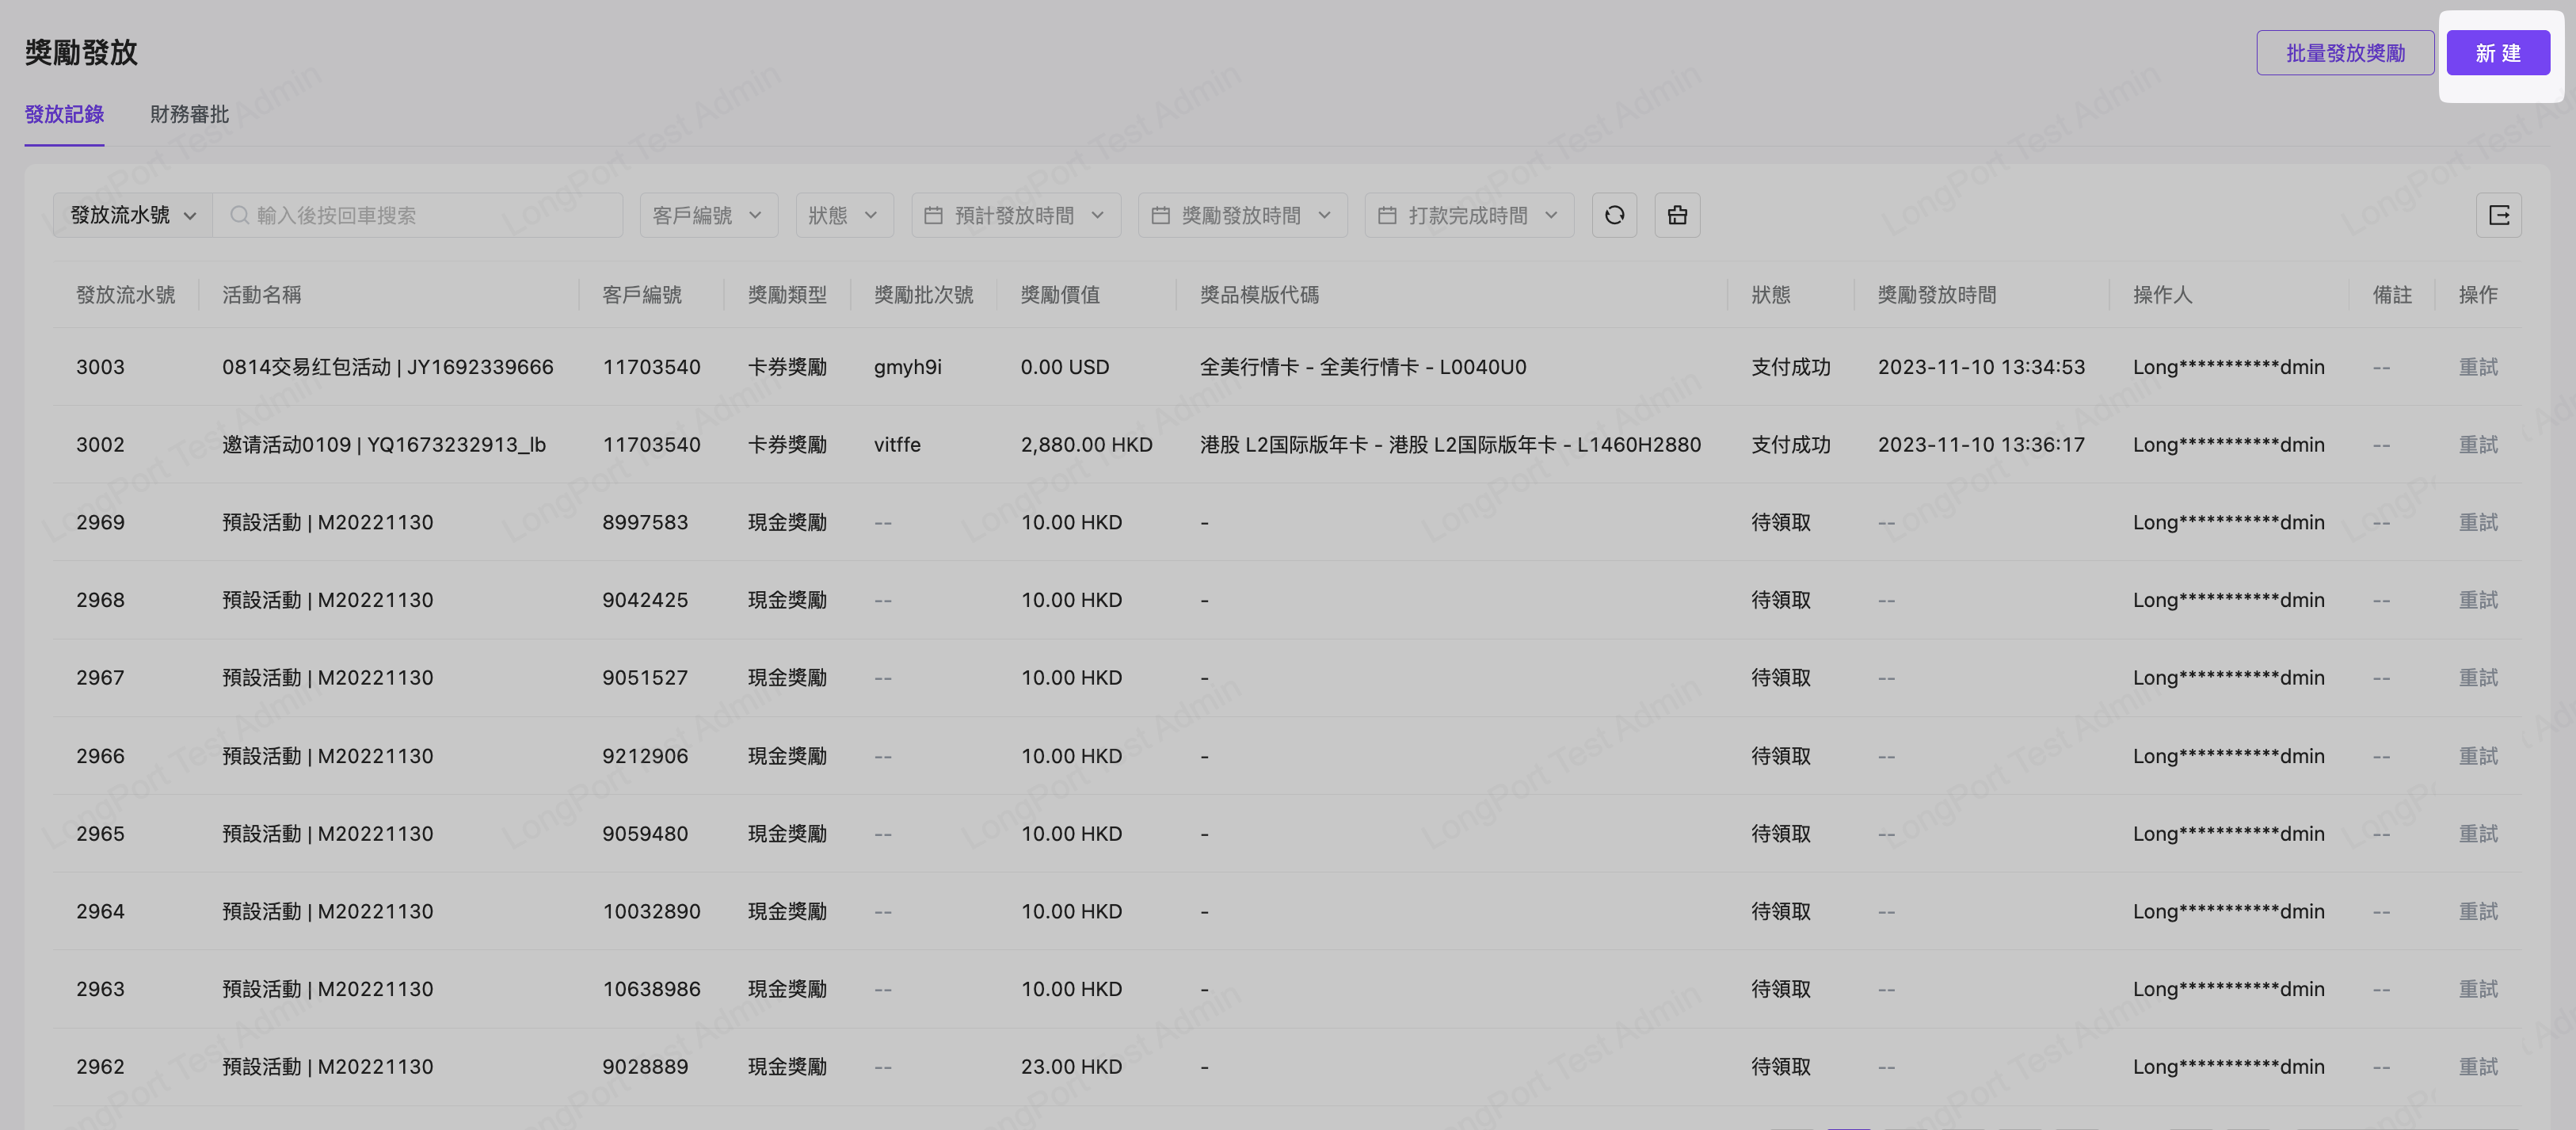 獎勵發放
批量發放獎勵
新 建
發放記錄 財務審批
發放流水號 輸入後按回車搜索 客戶編號 狀態 預計發放時間 獎勵發放時間 打款完成時間
發放流水號 活動名稱 客戶編號 獎勵類型 獎勵批次號 獎勵價值 獎品模版代碼 狀態 獎勵發放時間 操作人 備註 操作
3003 0814交易红包活动 | JY1692339666 11703540 卡券獎勵 gmyh9i 0.00 USD 全美行情卡 - 全美行情卡 - L0040U0 支付成功 2023-11-10 13:34:53 Long***********dmin -- 重試
3002 邀请活动0109 | YQ1673232913_lb 11703540 卡券獎勵 vitffe 2,880.00 HKD 港股 L2国际版年卡 - 港股 L2国际版年卡 - L1460H2880 支付成功 2023-11-10 13:36:17 Long***********dmin -- 重試
2969 預設活動 | M20221130 8997583 現金獎勵 -- 10.00 HKD - 待領取 -- Long***********dmin -- 重試
2968 預設活動 | M20221130 9042425 現金獎勵 -- 10.00 HKD - 待領取 -- Long***********dmin -- 重試
2967 預設活動 | M20221130 9051527 現金獎勵 -- 10.00 HKD - 待領取 -- Long***********dmin -- 重試
2966 預設活動 | M20221130 9212906 現金獎勵 -- 10.00 HKD - 待領取 -- Long***********dmin -- 重試
2965 預設活動 | M20221130 9059480 現金獎勵 -- 10.00 HKD - 待領取 -- Long***********dmin -- 重試
2964 預設活動 | M20221130 10032890 現金獎勵 -- 10.00 HKD - 待領取 -- Long***********dmin -- 重試
2963 預設活動 | M20221130 10638986 現金獎勵 -- 10.00 HKD - 待領取 -- Long***********dmin -- 重試
2962 預設活動 | M20221130 9028889 現金獎勵 -- 23.00 HKD - 待領取 -- Long***********dmin -- 重試
LongPort Test Admin